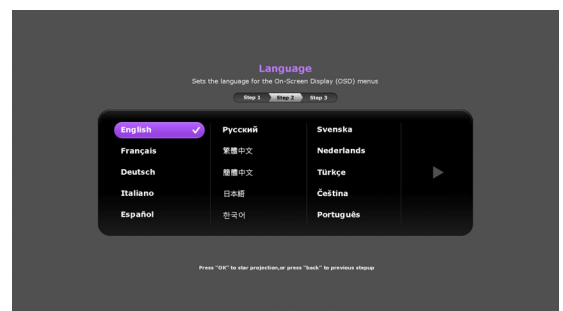 Language
Sets the language for the On-Screen Display (OSD) menus
Step 1 Step 2 Step 3
English Русский Svenska
Français 繁體中文 Nederlands
Deutsch 簡體中文 Türkçe
Italiano 日本語 Čeština
Español 한국어 Português
Press "OK" to star projection,or press "back" to previous stepup